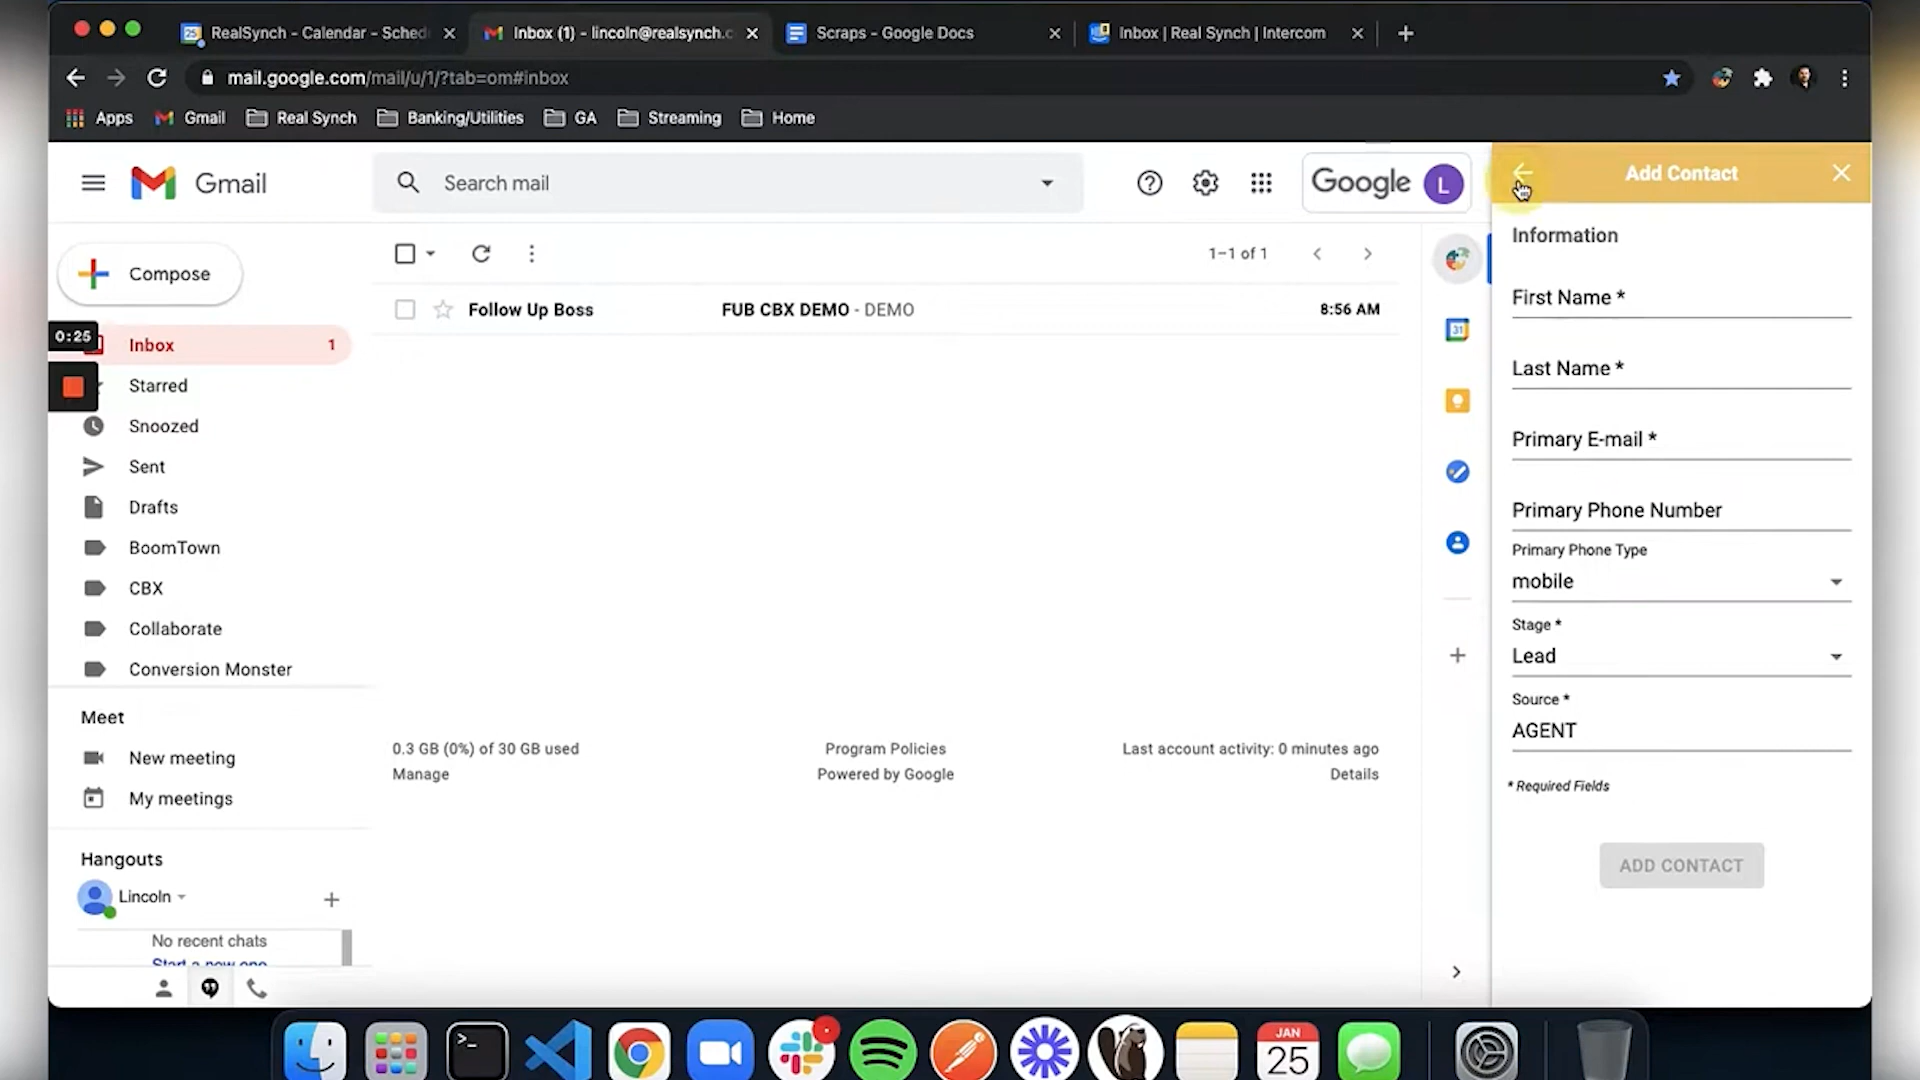 RealSynch - Calendar - Sched
Inbox (1) - lincoln@realsynch.c
Scraps - Google Docs
Inbox | Real Synch | Intercom
mail.google.com/mail/u/1/?tab=om#inbox
Apps
Gmail
Real Synch
Banking/Utilities
GA
Streaming
Home
Gmail
Search mail
Google
L
Add Contact
Compose
1–1 of 1
Information
Follow Up Boss
FUB CBX DEMO - DEMO
8:56 AM
First Name *
0:25
Inbox
1
31
Last Name *
Starred
Snoozed
Primary E-mail *
Sent
Drafts
Primary Phone Number
BoomTown
Primary Phone Type
mobile
CBX
Collaborate
Stage *
Lead
Conversion Monster
Source *
AGENT
Meet
New meeting
0.3 GB (0%) of 30 GB used
Manage
Program Policies
Powered by Google
Last account activity: 0 minutes ago
Details
* Required Fields
My meetings
Hangouts
ADD CONTACT
Lincoln
No recent chats
Start a new one
JAN
25